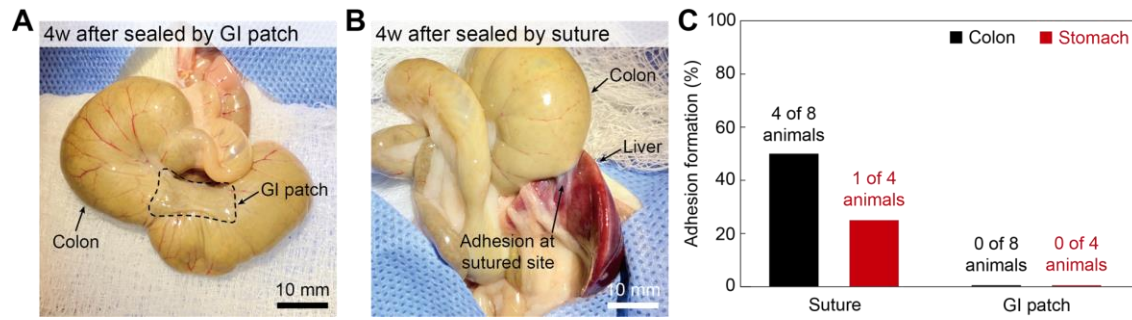 A
4w after sealed by GI patch
GI patch
Colon
10 mm
B
4w after sealed by suture
Colon
Liver
Adhesion at
sutured site
10 mm
C
Adhesion formation (%)
100
80
60
40
20
0
Colon
Stomach
4 of 8
animals
1 of 4
animals
0 of 8
animals
0 of 4
animals
Suture
GI patch